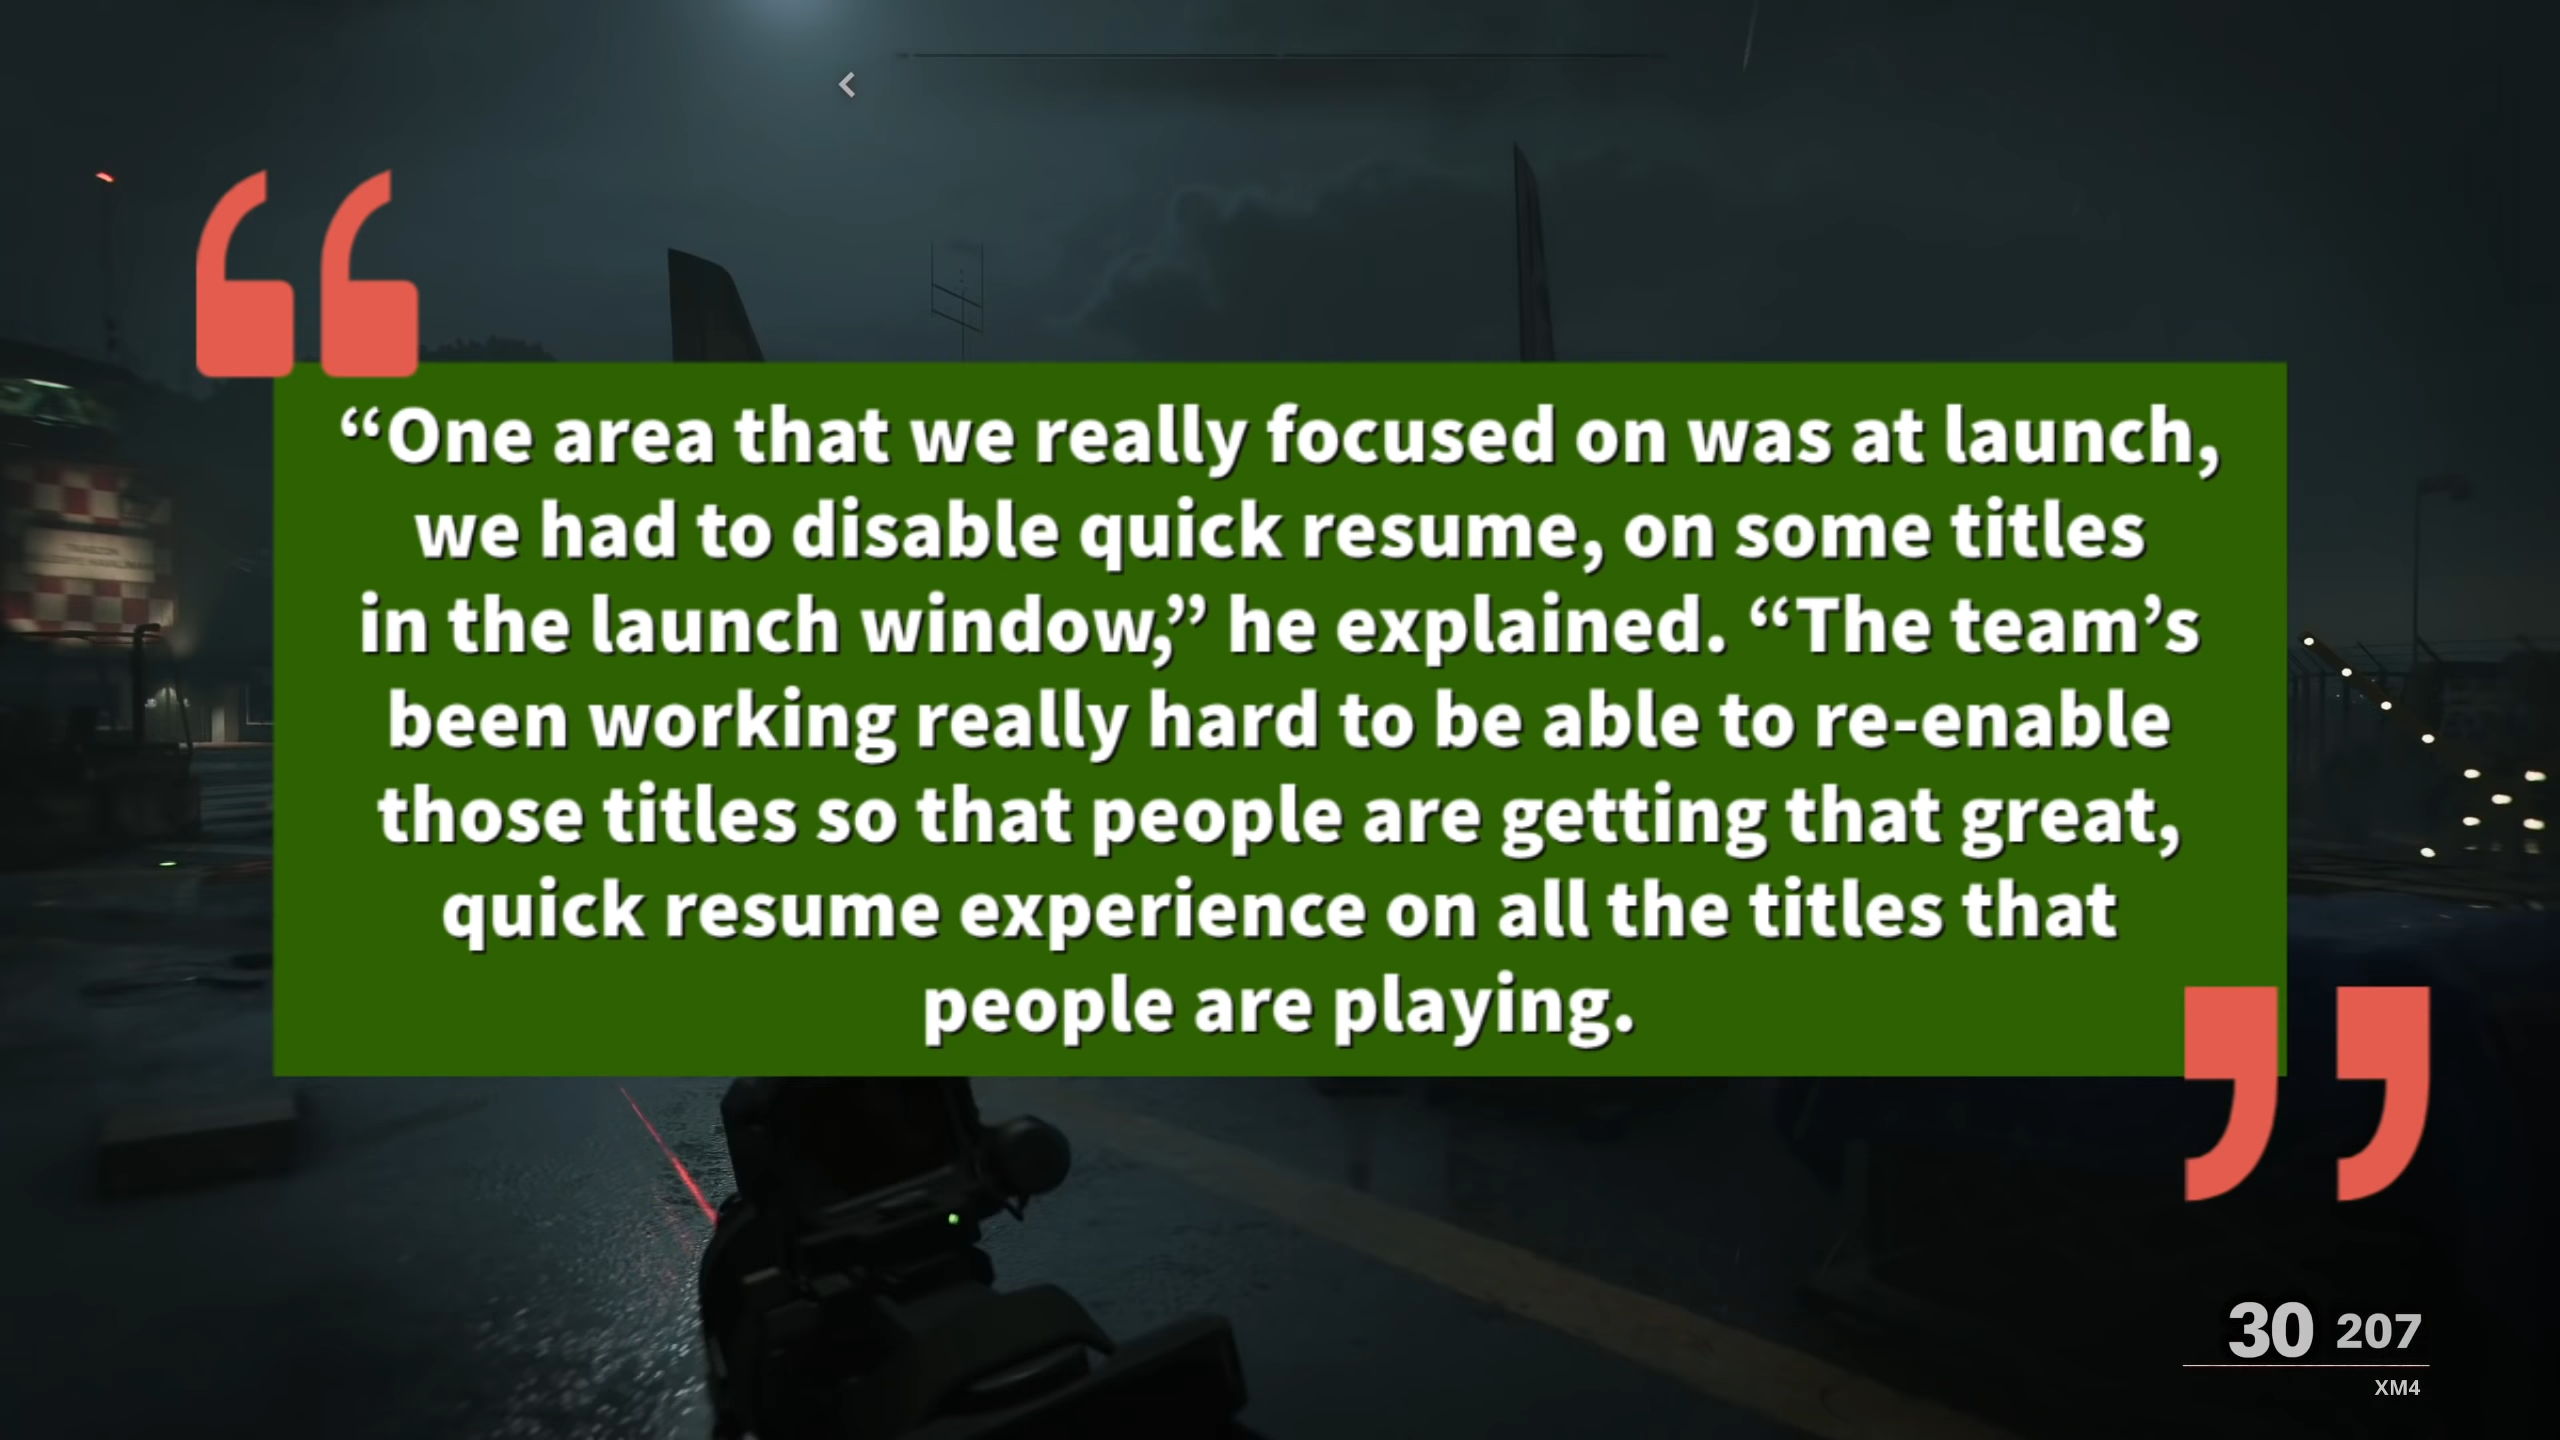 “One area that we really focused on was at launch,
we had to disable quick resume, on some titles
in the launch window,” he explained. “The team’s
been working really hard to be able to re-enable
those titles so that people are getting that great,
quick resume experience on all the titles that
people are playing.
30 207
XM4